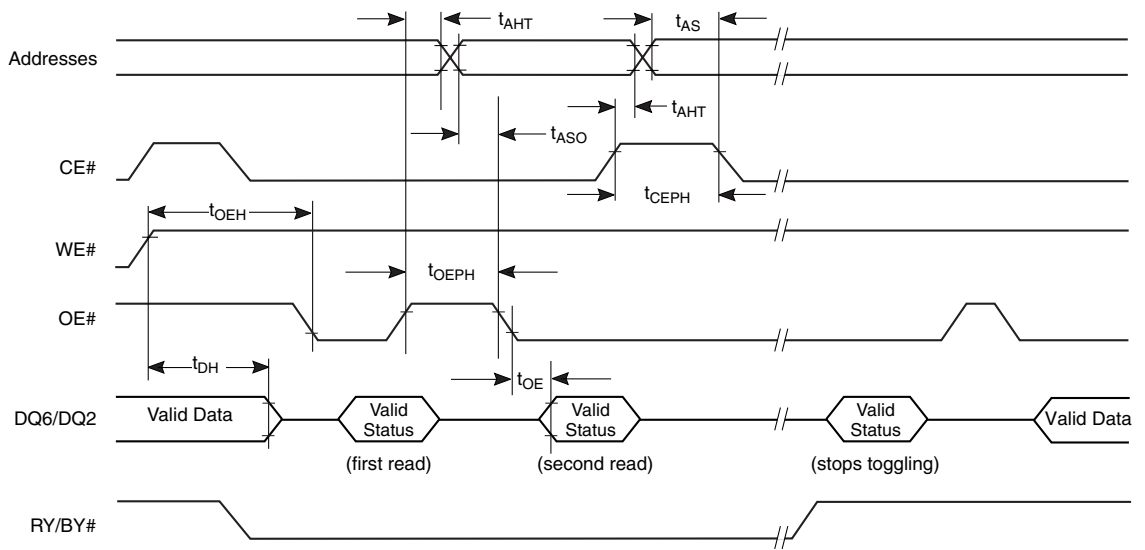 tAHT
tAS
Addresses
tAHT
tASO
CE#
tCEPH
tOEH
WE#
tOEPH
OE#
tDH
tOE
DQ6/DQ2
Valid Data
Valid
Status
Valid
Status
Valid
Status
Valid Data
(first read)
(second read)
(stops toggling)
RY/BY#